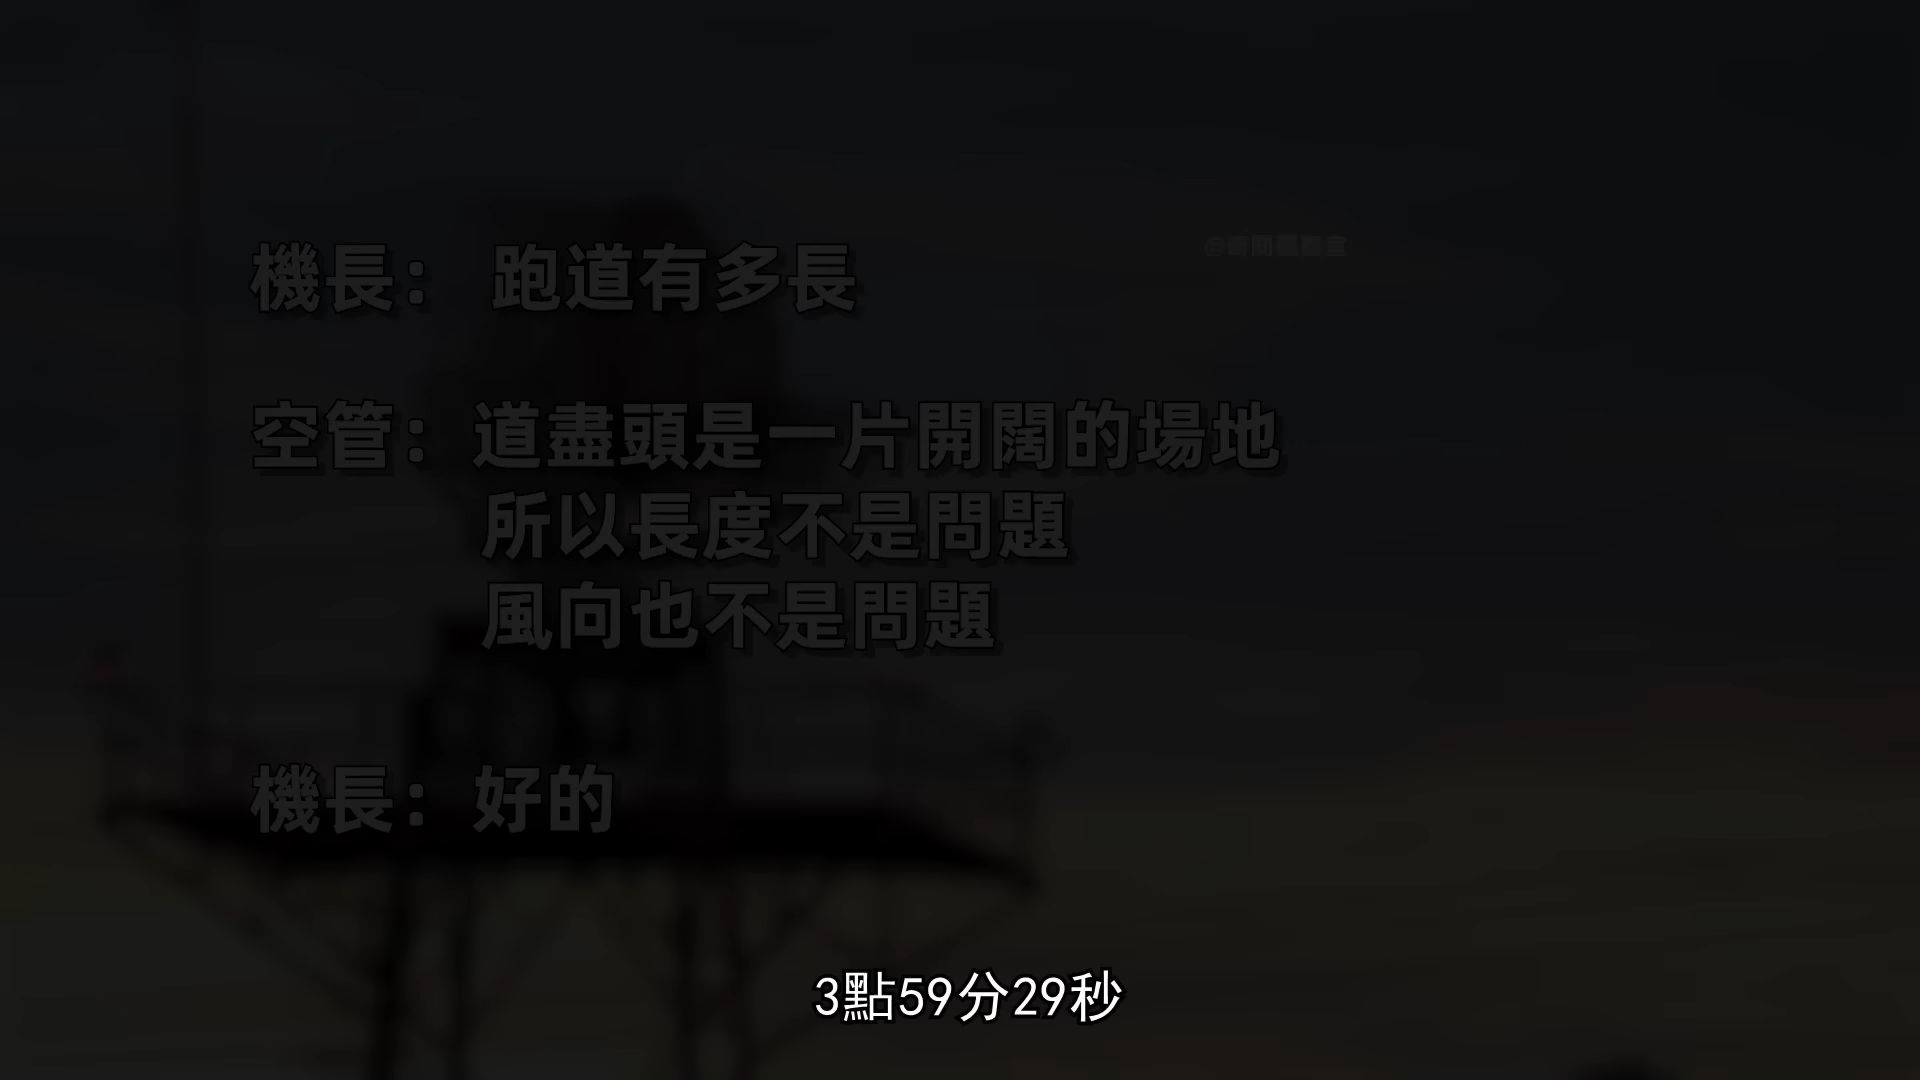 機長： 跑道有多長
空管：道盡頭是一片開闊的場地
所以長度不是問題
風向也不是問題
機長：好的
3點59分29秒